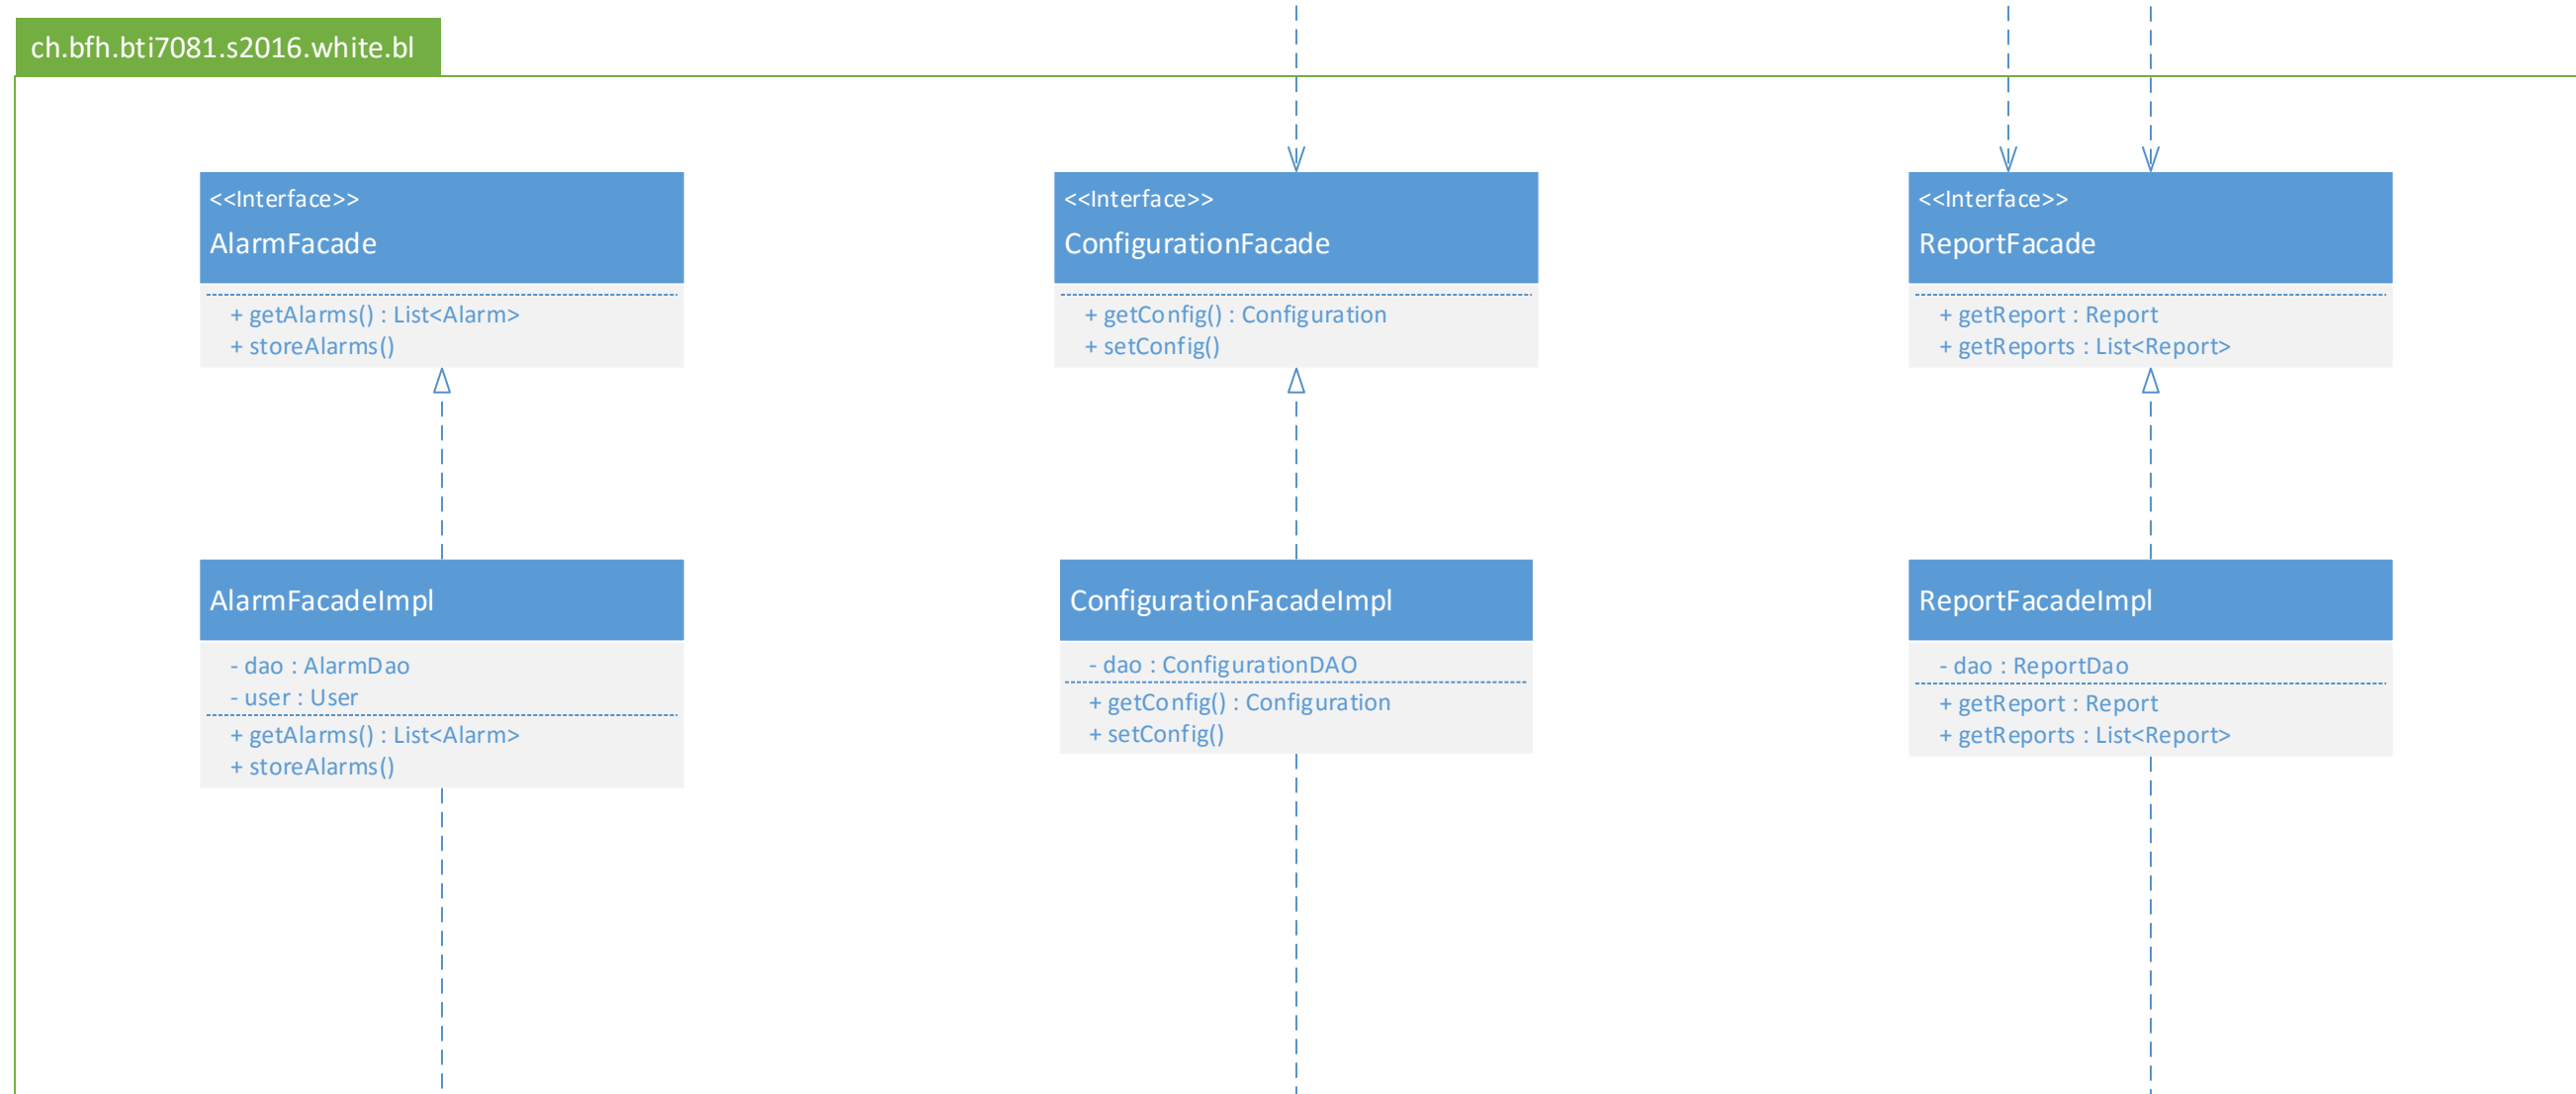 ch.bfh.bti7081.s2016.white.bl
<<Interface>>
AlarmFacade
+ getAlarms() : List<Alarm>
+ storeAlarms()
<<Interface>>
ConfigurationFacade
+ getConfig() : Configuration
+ setConfig()
<<Interface>>
ReportFacade
+ getReport : Report
+ getReports : List<Report>
AlarmFacadeImpl
- dao : AlarmDao
- user : User
+ getAlarms() : List<Alarm>
+ storeAlarms()
ConfigurationFacadeImpl
- dao : ConfigurationDAO
+ getConfig() : Configuration
+ setConfig()
ReportFacadeImpl
- dao : ReportDao
+ getReport : Report
+ getReports : List<Report>